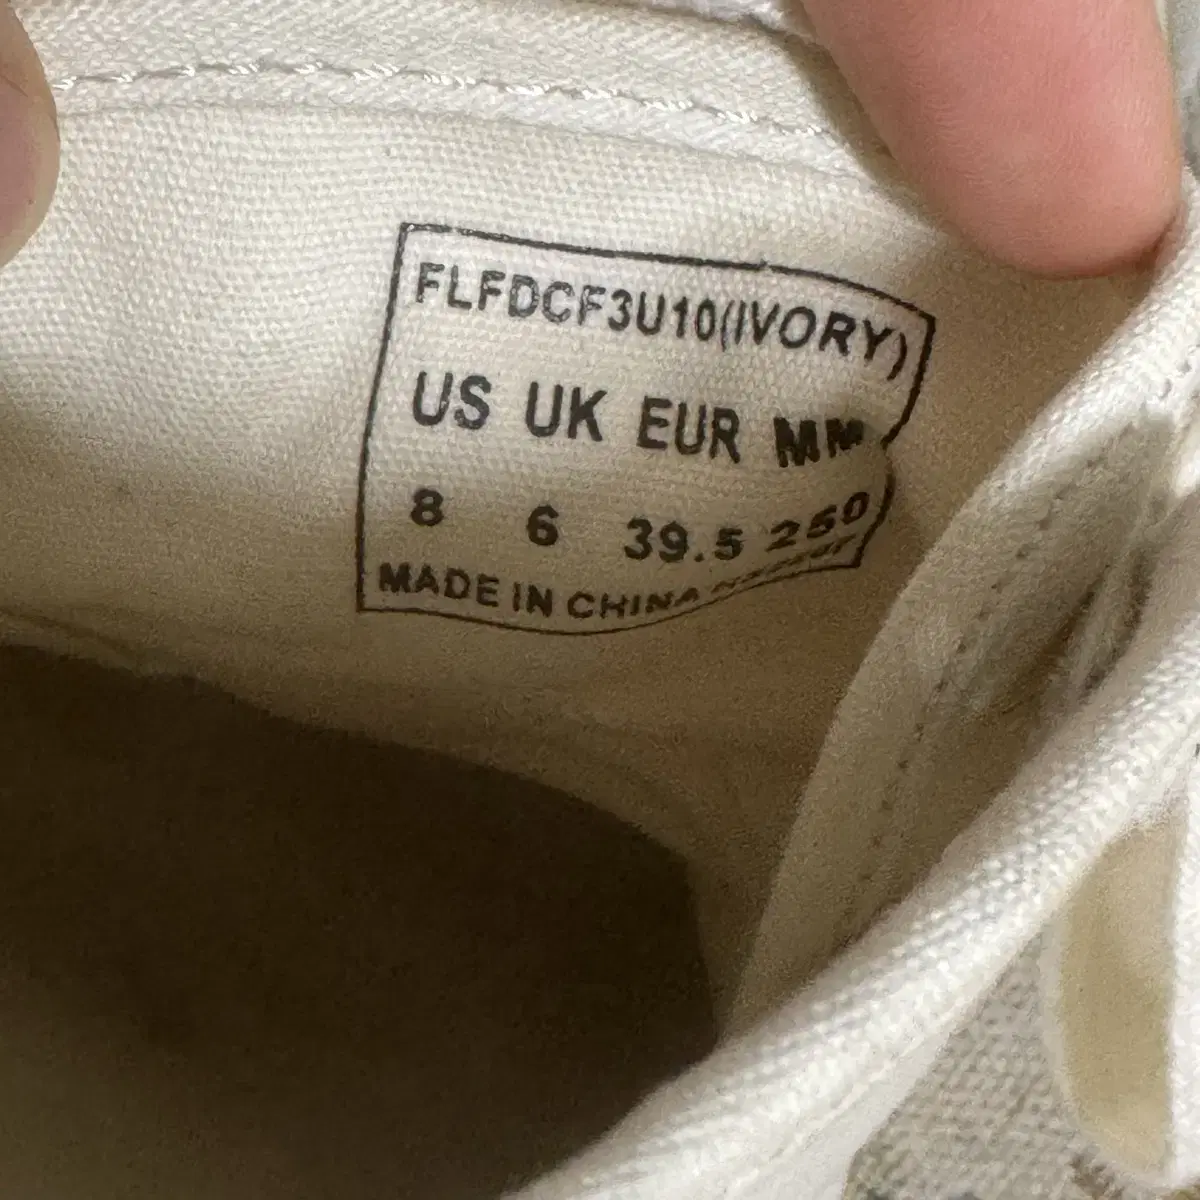 FLFDCF3U10(IVORY)
US UK EUR MM
8 6 39.5 250
MADE IN CHINA